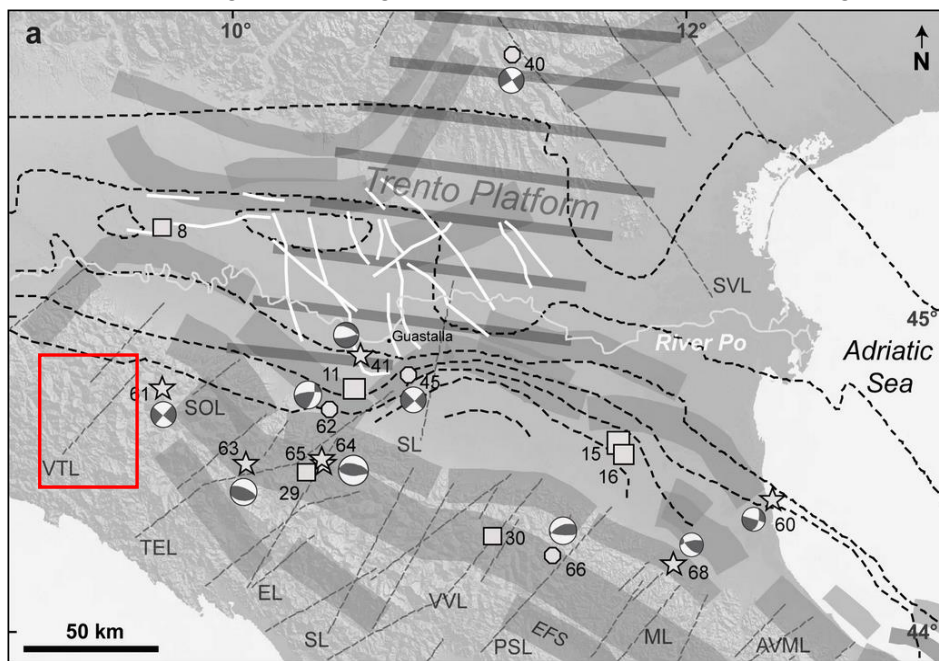 a
10°
12°
N
40
Trento Platform
8
SVL
45°
Guastalla
River Po
Adriatic
Sea
41
11
45
61
SOL
62
SL
15
16
VTL
63
65
64
29
60
TEL
30
66
68
EL
VVL
EFS
ML
SL
PSL
AVML
44°
50 km